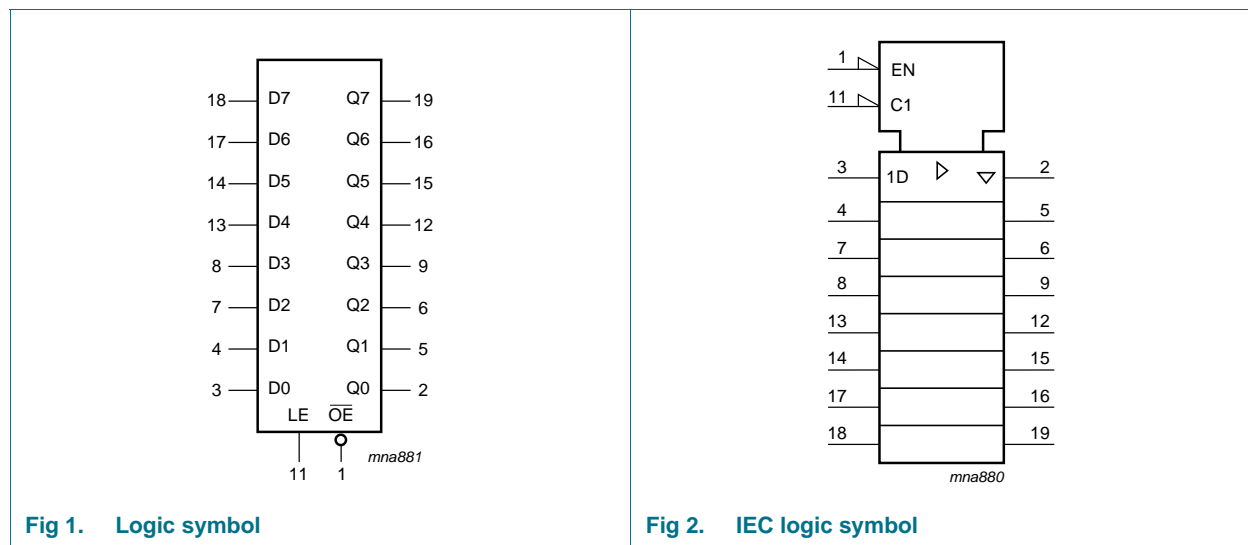 18 D7 Q7 19
17 D6 Q6 16
14 D5 Q5 15
13 D4 Q4 12
8 D3 Q3 9
7 D2 Q2 6
4 D1 Q1 5
3 D0 Q0 2
LE OE
mna881
11 1
Fig 1. Logic symbol
1 EN
11 C1
3 1D 2
4 5
7 6
8 9
13 12
14 15
17 16
18 19
mna880
Fig 2. IEC logic symbol